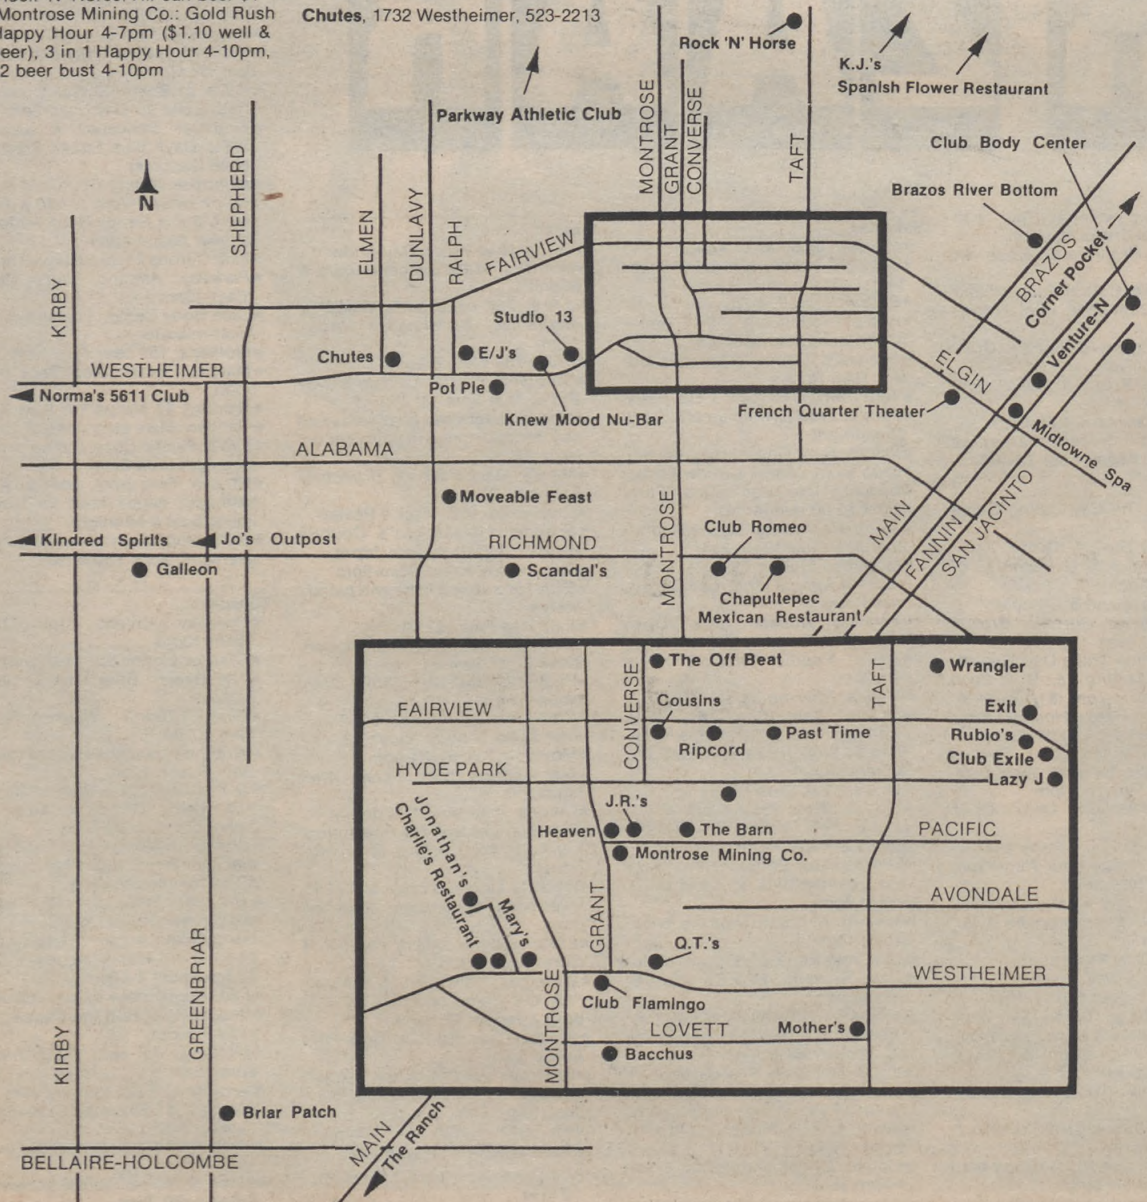 Montrose Mining Co.: Gold Rush
Happy Hour 4-7pm ($1.10 well &
beer), 3 in 1 Happy Hour 4-10pm,
2 beer bust 4-10pm
Chutes, 1732 Westheimer, 523-2213
Rock 'N' Horse
K.J.'s
Spanish Flower Restaurant
Parkway Athletic Club
MONTROSE
GRANT
CONVERSE
TAFT
Club Body Center
Brazos River Bottom
N
SHEPHERD
ELMEN
DUNLAVY
RALPH
FAIRVIEW
BRAZOS
Corner Pocket
KIRBY
Studio 13
Venture-N
Chutes
E/J's
WESTHEIMER
ELGIN
Norma's 5611 Club
Pot Pie
Knew Mood Nu-Bar
French Quarter Theater
Midtowne Spa
ALABAMA
Moveable Feast
MAIN
FANNIN
SAN JACINTO
Kindred Spirits
Jo's Outpost
RICHMOND
MONTROSE
Club Romeo
Galleon
Scandal's
Chapultepec
Mexican Restaurant
The Off Beat
CONVERSE
TAFT
Wrangler
FAIRVIEW
Cousins
Ripcord
Past Time
Exit
Rubio's
Club Exile
Lazy J
HYDE PARK
J.R.'s
Heaven
The Barn
PACIFIC
Montrose Mining Co.
Jonathan's
Charlie's Restaurant
Mary's
GRANT
AVONDALE
Q.T.'s
WESTHEIMER
Club Flamingo
MONTROSE
LOVETT
Mother's
Bacchus
GREENBRIAR
KIRBY
Briar Patch
MAIN
The Ranch
BELLAIRE-HOLCOMBE